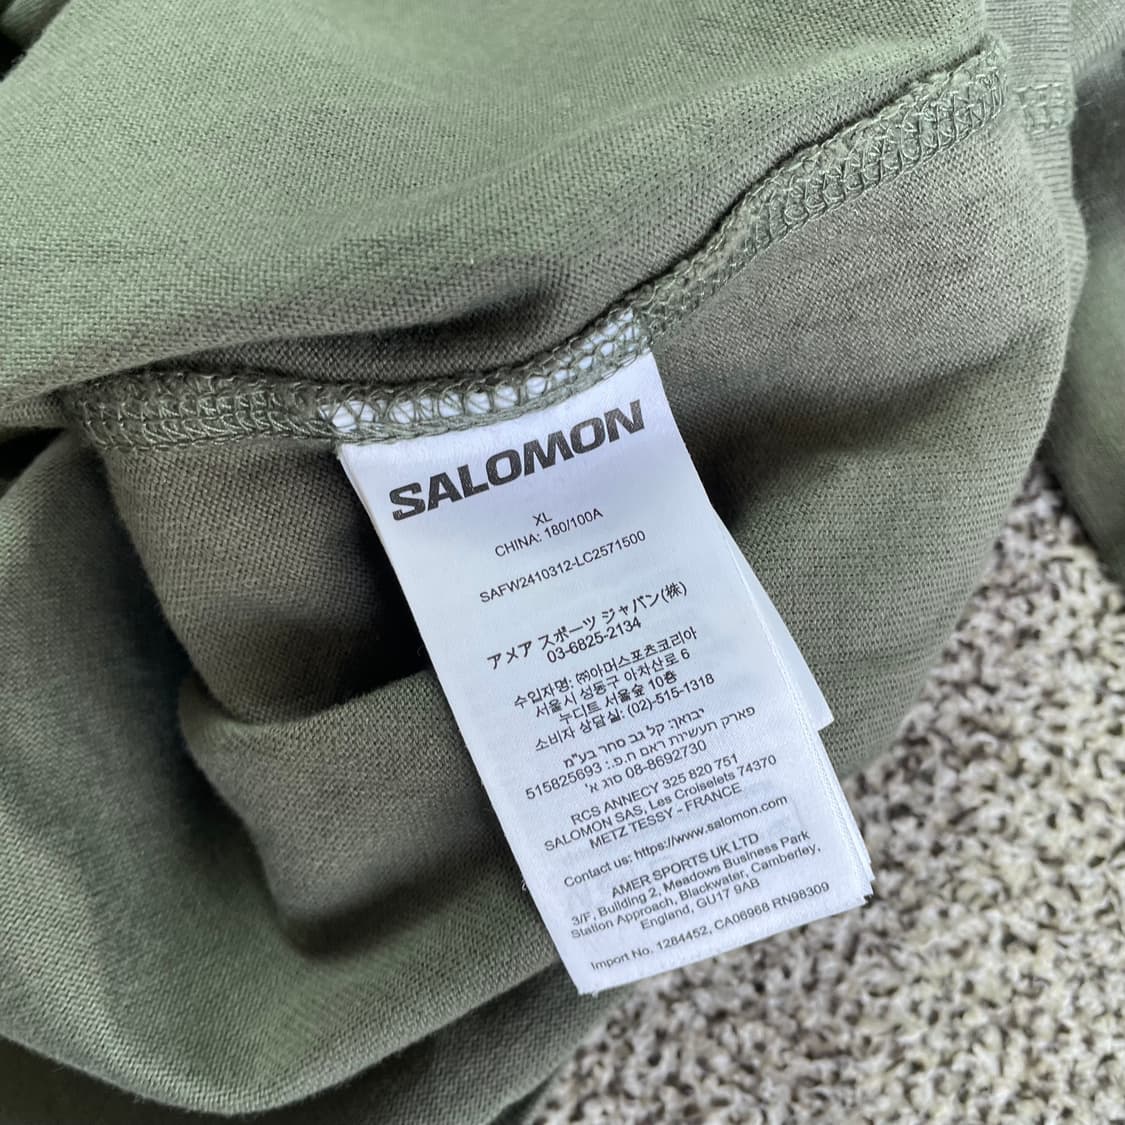 SALOMON
XL
CHINA: 180/100A
SAFW2410312-LC2571500
アメア スポーツ ジャパン(株)
03-6825-2134
수입자명: ㈜아머스포츠코리아
서울시 성동구 아차산로 6
누디트 서울숲 10층
소비자 상담실: (02)-515-1318
יבואן: קל גב סחר בע"מ
פארק תעשיות ראם ח.פ.:
515825693 סוג א' 08-8692730
RCS ANNECY 325 820 751
SALOMON SAS, Les Croiselets 74370
METZ TESSY - FRANCE
Contact us: https://www.salomon.com
AMER SPORTS UK LTD
3/F, Building 2, Meadows Business Park
Station Approach, Blackwater, Camberley,
England, GU17 9AB
Import No. 1284452, CA06968 RN98309